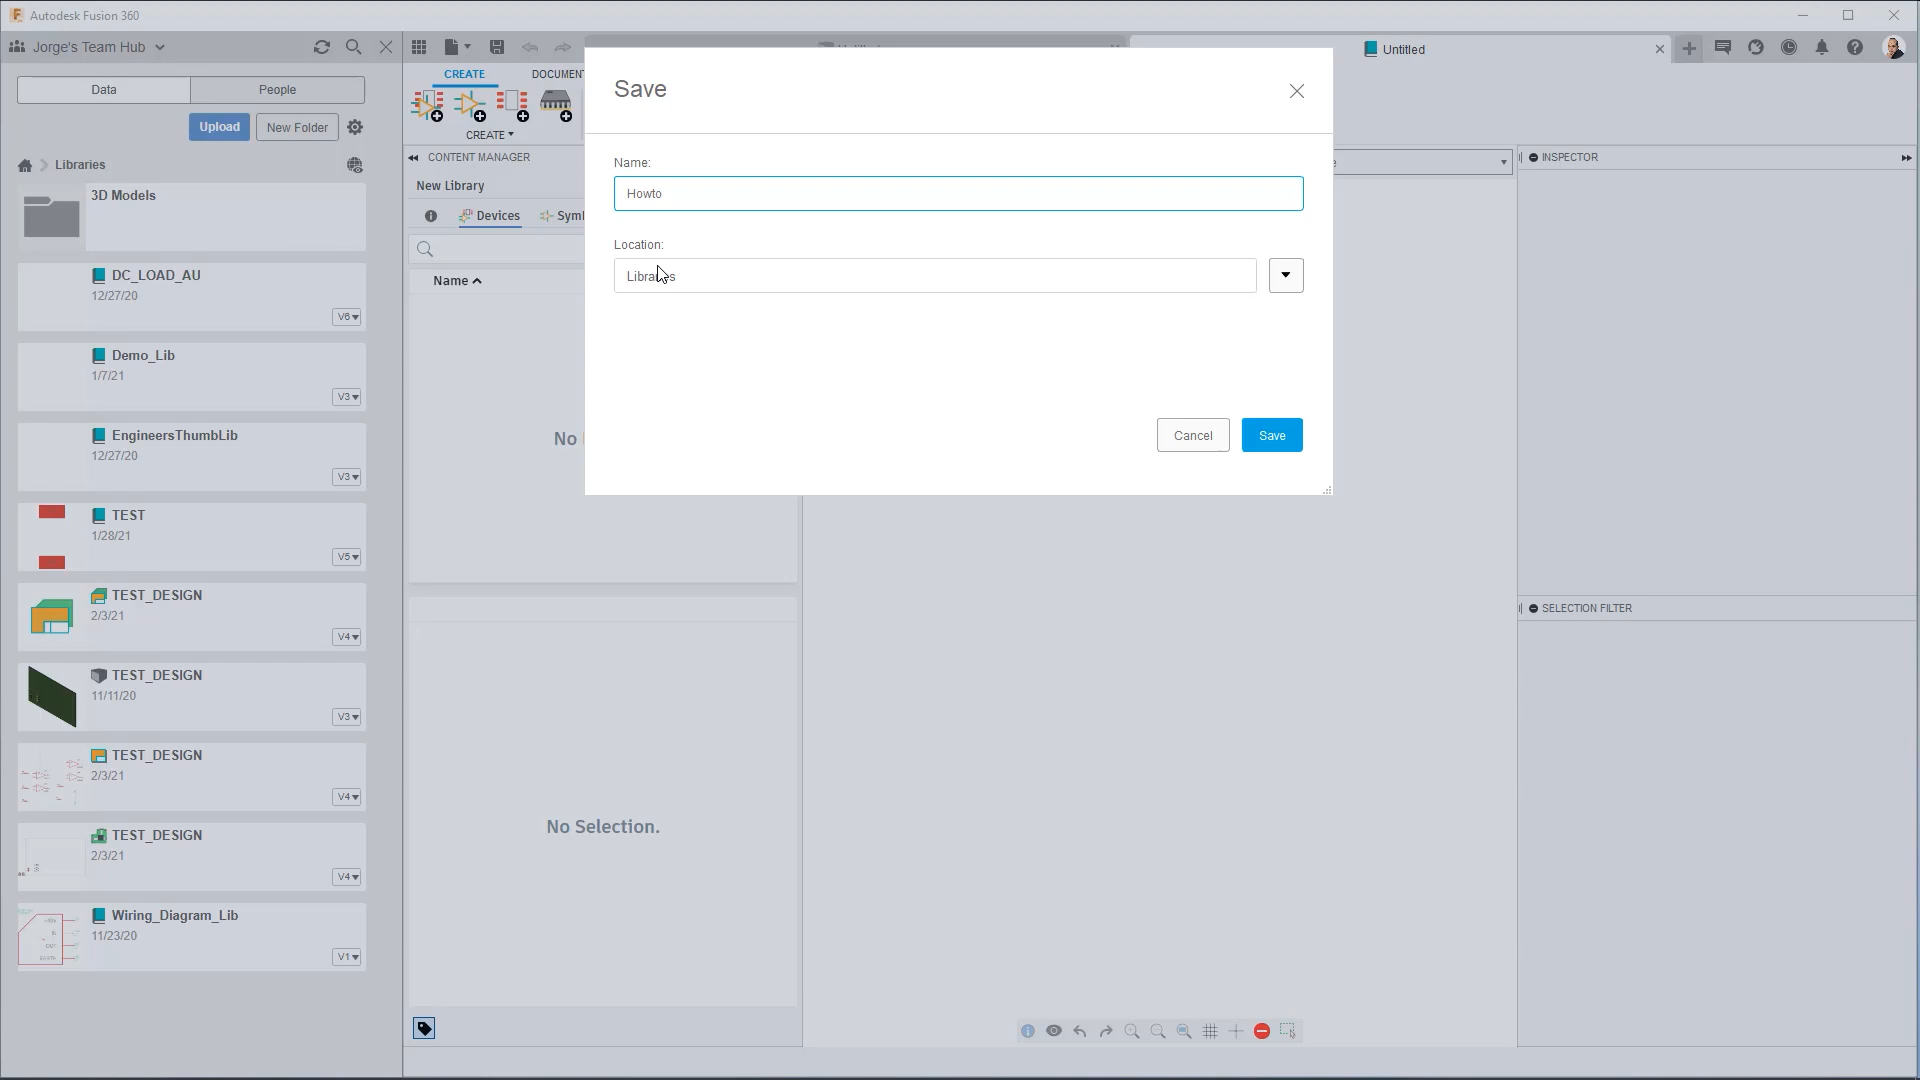 Autodesk Fusion 360
Jorge's Team Hub
Untitled
Data
People
Upload
New Folder
Libraries
3D Models
DC_LOAD_AU
12/27/20
V6
Demo_Lib
1/7/21
V3
EngineersThumbLib
12/27/20
V3
TEST
1/28/21
V5
TEST_DESIGN
2/3/21
V4
TEST_DESIGN
11/11/20
V3
TEST_DESIGN
2/3/21
V4
TEST_DESIGN
2/3/21
V4
Wiring_Diagram_Lib
11/23/20
V1
CREATE
DOCUMENT
CREATE
CONTENT MANAGER
New Library
Devices
Name
No
No Selection.
Save
Name:
Howto
Location:
Libraries
Cancel
Save
INSPECTOR
SELECTION FILTER